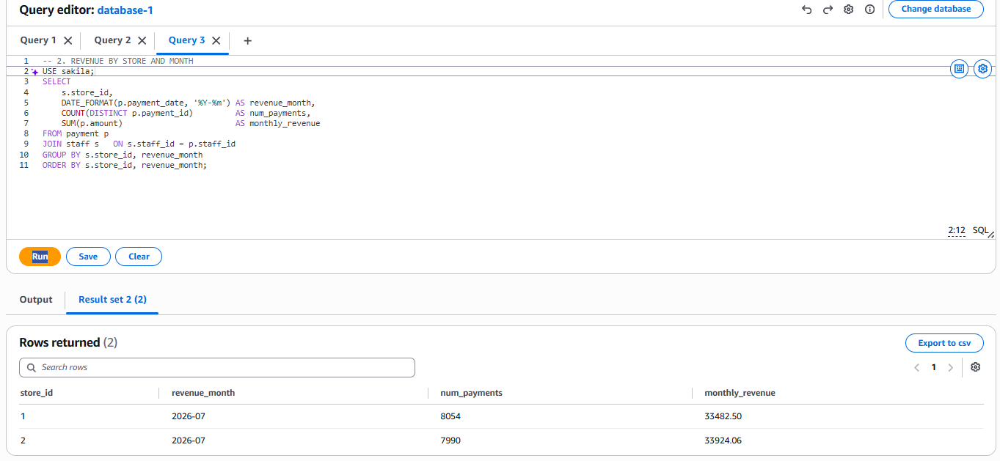 Query editor: database-1
Change database
Query 1
Query 2
Query 3
1 -- 2. REVENUE BY STORE AND MONTH
2 USE sakila;
3 SELECT
4     s.store_id,
5     DATE_FORMAT(p.payment_date, '%Y-%m') AS revenue_month,
6     COUNT(DISTINCT p.payment_id)         AS num_payments,
7     SUM(p.amount)                        AS monthly_revenue
8 FROM payment p
9 JOIN staff s   ON s.staff_id = p.staff_id
10 GROUP BY s.store_id, revenue_month
11 ORDER BY s.store_id, revenue_month;
2:12 SQL
Run Save Clear
Output Result set 2 (2)
Rows returned (2)
Export to csv
Search rows
1
store_id revenue_month num_payments monthly_revenue
1 2026-07 8054 33482.50
2 2026-07 7990 33924.06